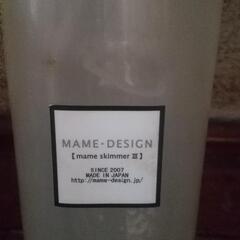 MAME-DESIGN
【mame skimmer Ⅲ】
SINCE 2007
MADE IN JAPAN
http://mame-design.jp/